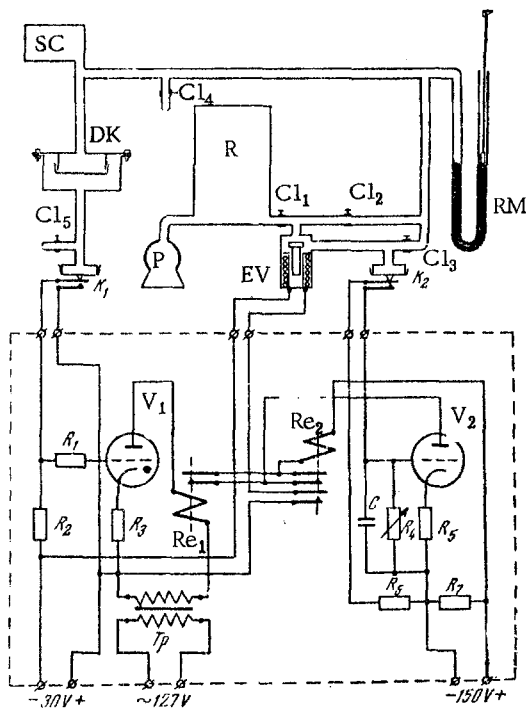 SC
Cl₄
DK
R
Cl₁
Cl₂
RM
Cl₅
P
EV
Cl₃
K₁
K₂
V₁
Re₂
V₂
R₁
R₂
R₃
Re₁
C
R₄
R₅
Tp
R₅
R₇
-30V+
~127V
-150V+